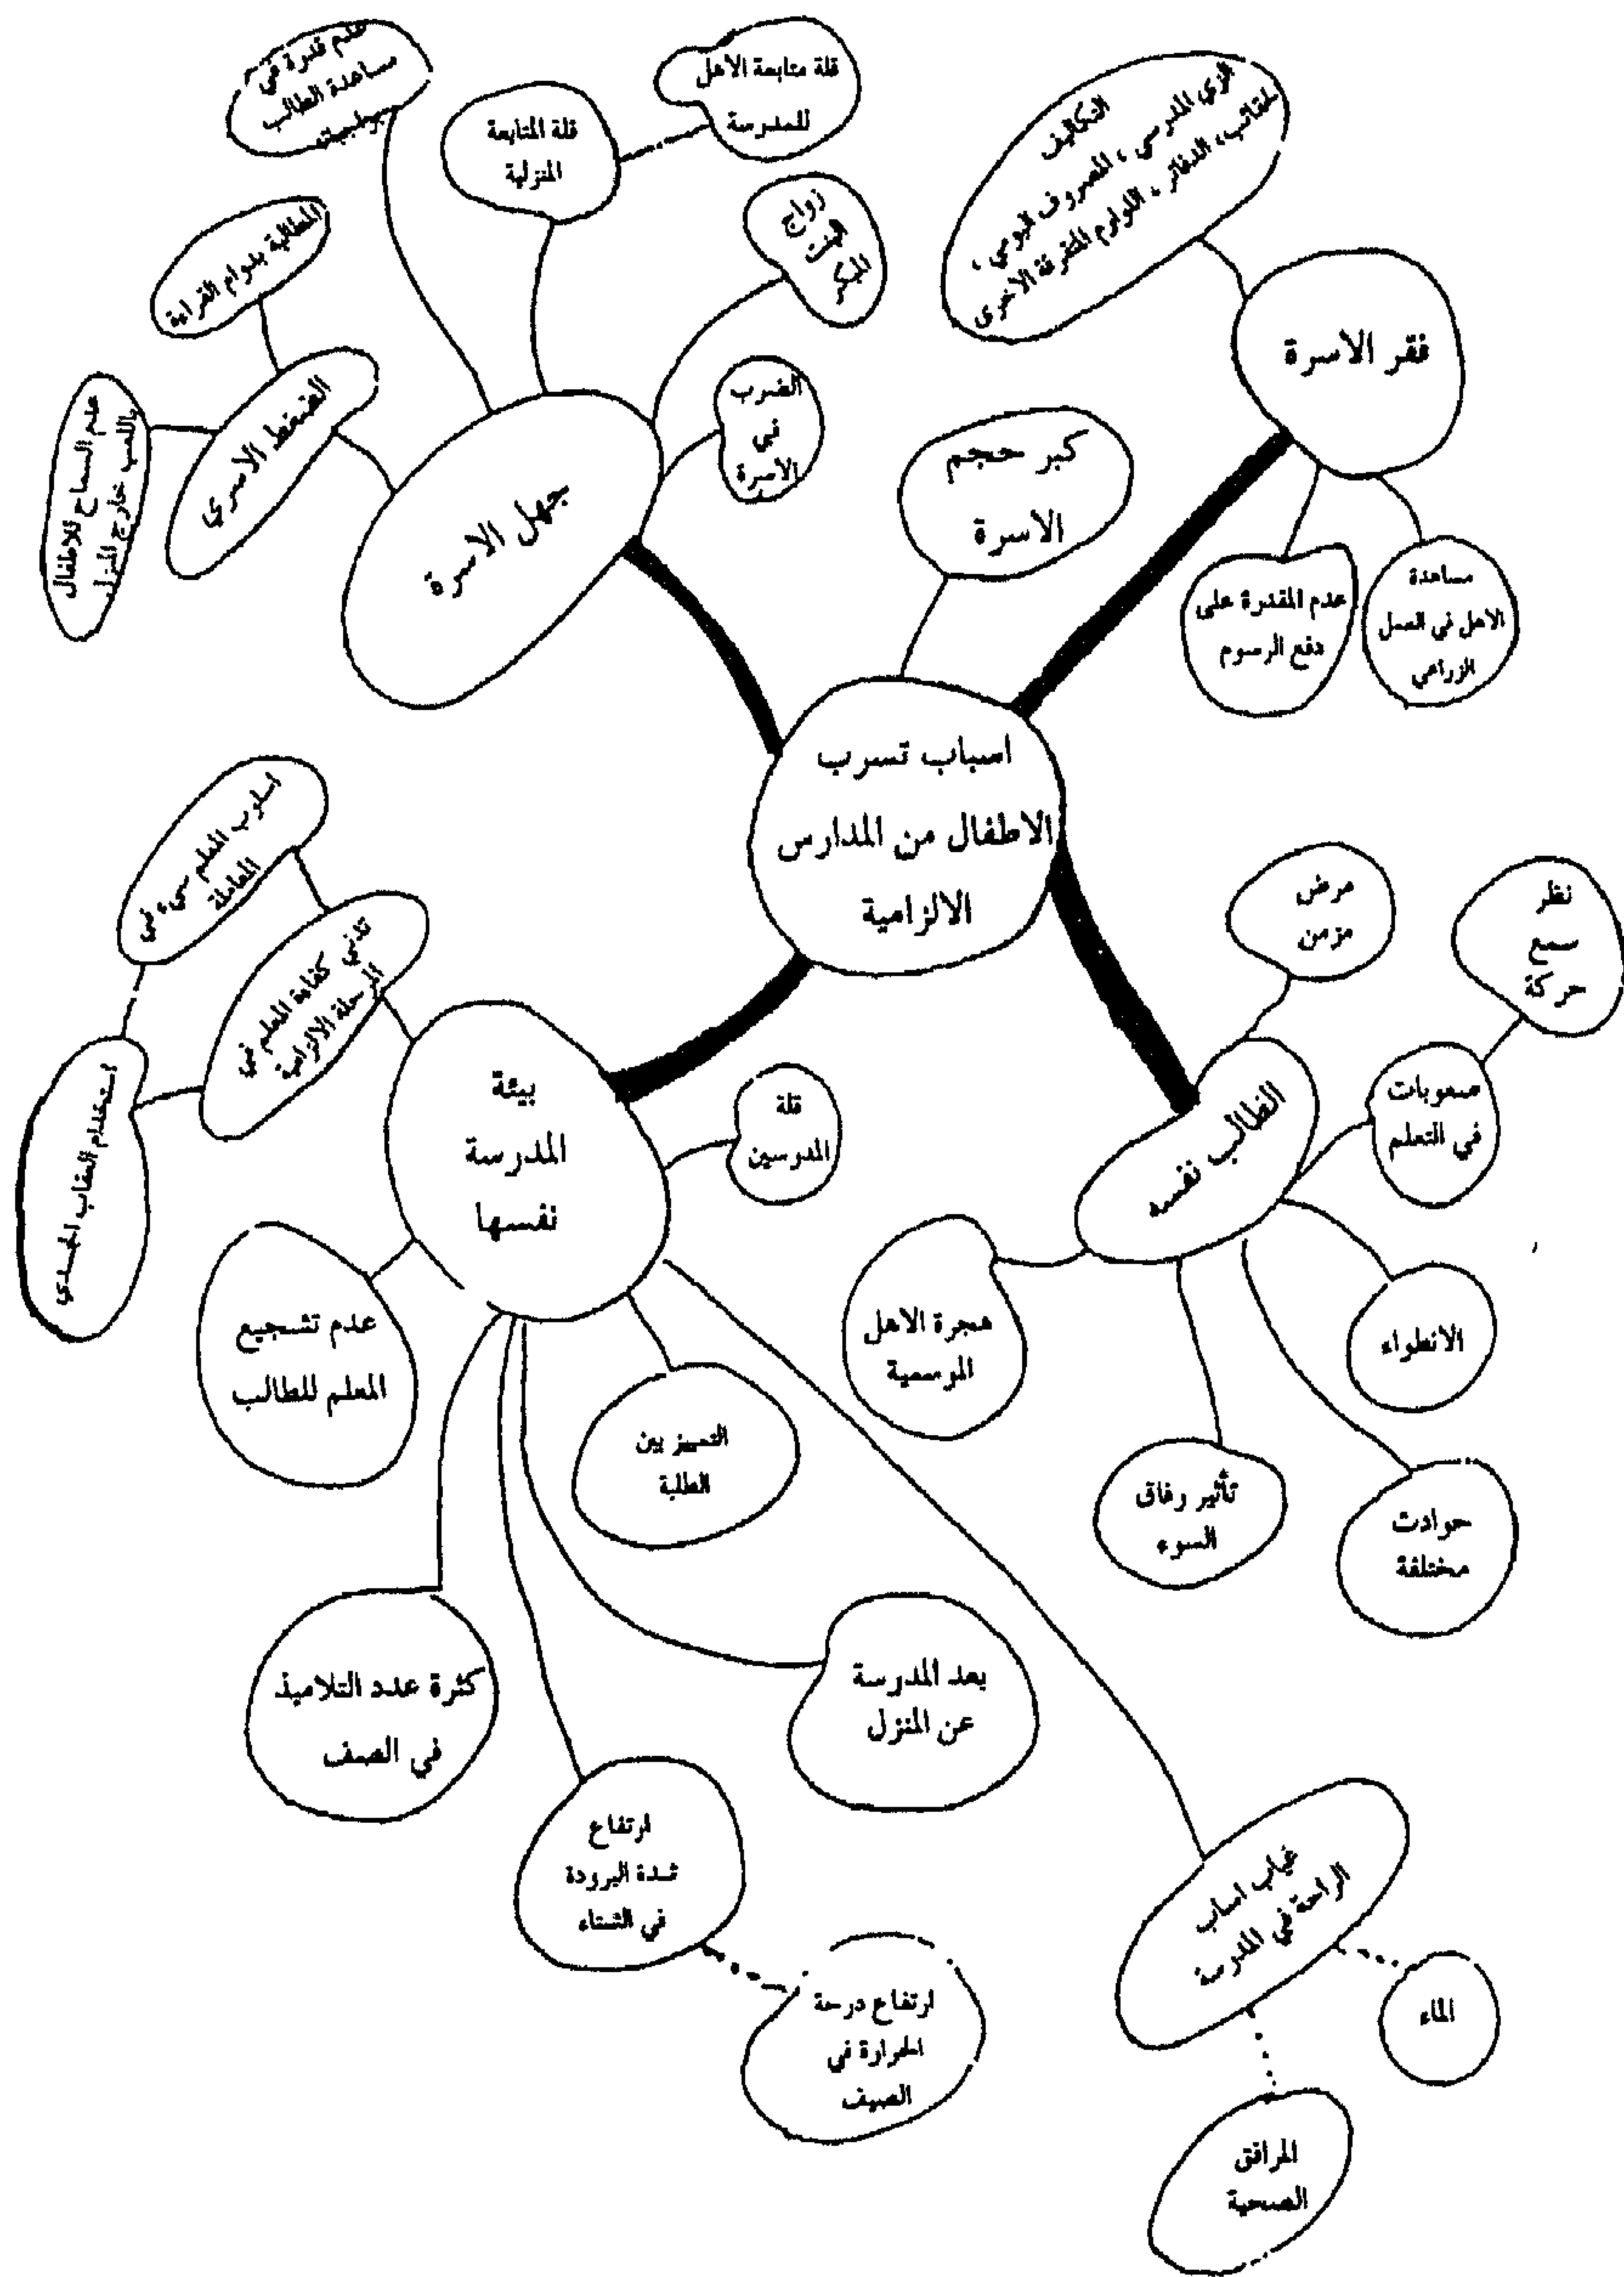 اسباب تسرب
الاطفال من المدارس
الالزامية
فقر الاسرة
التكاليف
الزي المدرسي ، المصروف اليومي ،
الحقائب ، الدفاتر ، اللوازم المتفرقة الاخرى
عدم المقدرة على
دفع الرسوم
مساعدة
الاهل في العمل
الزراعي
كبر حجم
الاسرة
جهل الاسرة
الضرب
في
الاسرة
زواج
قلة المتابعة
المنزلية
قلة متابعة الاهل
للمدرسة
عدم قدرة في
مساعدة الطالب
الضغط الاسري
المطالبة بدوام القراءة
عدم السماح للاطفال
باللعب خارج المنزل
الطالب نفسه
مرض
مزمن
صعوبات
في التعلم
نظر
سمع
حركة
الانطواء
حوادث
مختلفة
تأثير رفاق
السوء
هجرة الاهل
الموسمية
بيئة
المدرسة
نفسها
قلة
المدرسين
تدني كفاءة المعلم في
المرحلة الالزامية
اسلوب المعلم سيء في
المعاملة
استخدام العقاب الجسدي
عدم تشجيع
المعلم للطالب
التمييز بين
الطلبة
كثرة عدد التلاميذ
في الصف
بعد المدرسة
عن المنزل
ارتفاع
شدة البرودة
في الشتاء
ارتفاع درجة
الحرارة في
الصيف
غياب اسباب
الراحة في المدرسة
الماء
المرافق
الصحية